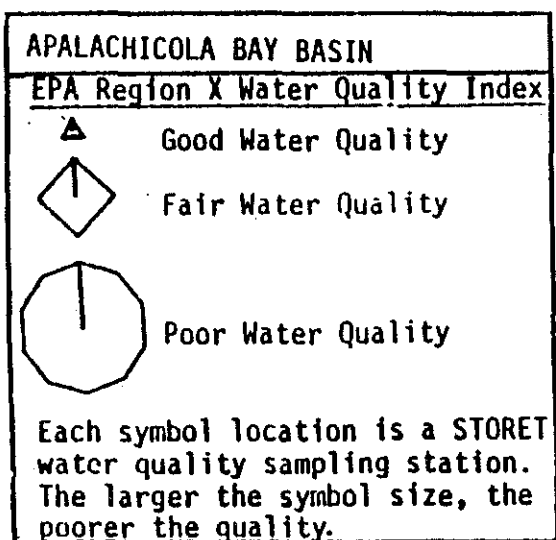 APALACHICOLA BAY BASIN
EPA Region X Water Quality Index
Good Water Quality
Fair Water Quality
Poor Water Quality
Each symbol location is a STORET
water quality sampling station.
The larger the symbol size, the
poorer the quality.